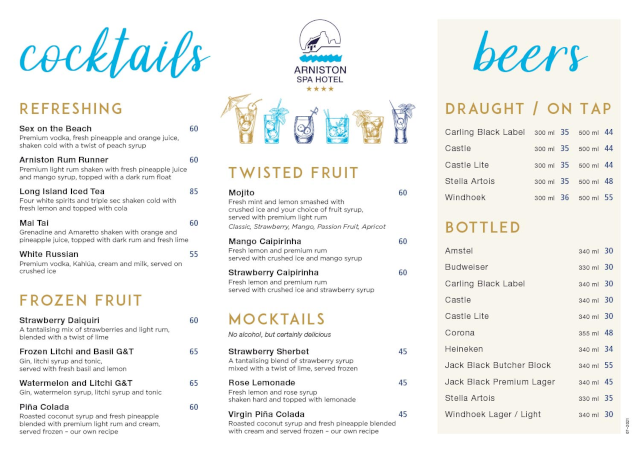 cocktails
REFRESHING
Sex on the Beach 60
Premium vodka, fresh pineapple and orange juice,
shaken cold with a twist of peach syrup
Arniston Rum Runner 60
Premium light rum shaken with fresh pineapple juice
and mango syrup, topped with a dark rum float
Long Island Iced Tea 85
Four white spirits and triple sec shaken cold with
fresh lemon and topped with cola
Mai Tai 60
Grenadine and Amaretto shaken with orange and
pineapple juice, topped with dark rum and fresh lime
White Russian 55
Premium vodka, Kahlúa, cream and milk, served on
crushed ice
FROZEN FRUIT
Strawberry Daiquiri 60
A tantalising mix of strawberries and light rum,
blended with a twist of lime
Frozen Litchi and Basil G&T 65
Gin, litchi syrup and tonic,
served with fresh basil and lemon
Watermelon and Litchi G&T 65
Gin, watermelon syrup, litchi syrup and tonic
Piña Colada 60
Roasted coconut syrup and fresh pineapple
blended with premium light rum and cream,
served frozen – our own recipe
ARNISTON
SPA HOTEL
TWISTED FRUIT
Mojito 60
Fresh mint and lemon smashed with
crushed ice and your choice of fruit syrup,
served with premium light rum
Classic, Strawberry, Mango, Passion Fruit, Apricot
Mango Caipirinha 60
Fresh lemon and premium rum
served with crushed ice and mango syrup
Strawberry Caipirinha 60
Fresh lemon and premium rum
served with crushed ice and strawberry syrup
MOCKTAILS
No alcohol, but certainly delicious
Strawberry Sherbet 45
A tantalising blend of strawberry syrup
mixed with a twist of lime, served frozen
Rose Lemonade 45
Fresh lemon and rose syrup
shaken hard and topped with lemonade
Virgin Piña Colada 45
Roasted coconut syrup and fresh pineapple blended
with cream and served frozen – our own recipe
beers
DRAUGHT / ON TAP
Carling Black Label 300 ml 35 500 ml 44
Castle 300 ml 35 500 ml 44
Castle Lite 300 ml 35 500 ml 44
Stella Artois 300 ml 35 500 ml 48
Windhoek 300 ml 36 500 ml 55
BOTTLED
Amstel 340 ml 30
Budweiser 330 ml 30
Carling Black Label 340 ml 30
Castle 340 ml 30
Castle Lite 340 ml 30
Corona 355 ml 48
Heineken 340 ml 34
Jack Black Butcher Block 340 ml 55
Jack Black Premium Lager 340 ml 45
Stella Artois 330 ml 35
Windhoek Lager / Light 340 ml 30